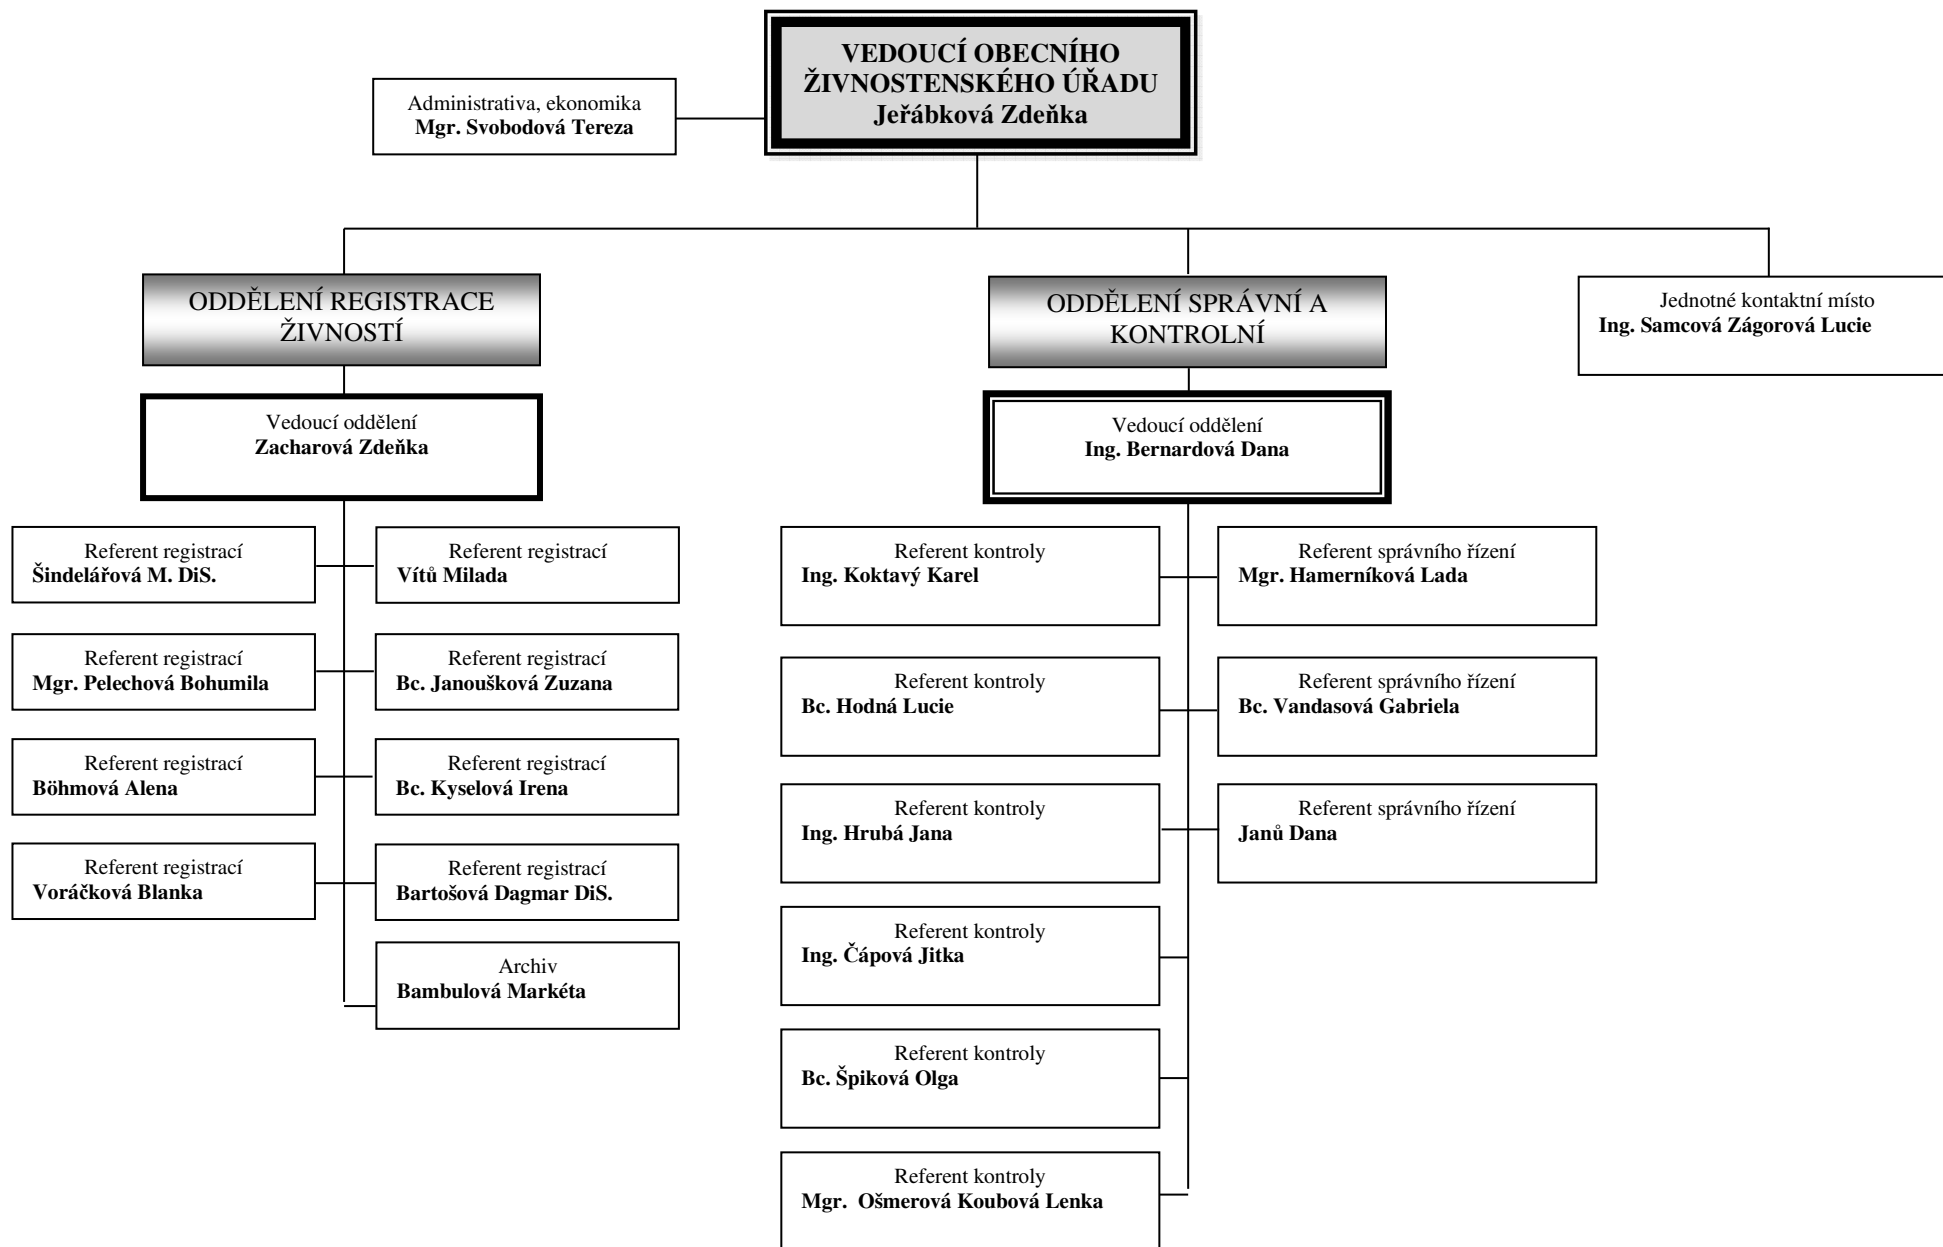 VEDOUCÍ OBECNÍHO
ŽIVNOSTENSKÉHO ÚŘADU
Jeřábková Zdeňka
Administrativa, ekonomika
Mgr. Svobodová Tereza
ODDĚLENÍ REGISTRACE
ŽIVNOSTÍ
ODDĚLENÍ SPRÁVNÍ A
KONTROLNÍ
Jednotné kontaktní místo
Ing. Samcová Zágorová Lucie
Vedoucí oddělení
Zacharová Zdeňka
Vedoucí oddělení
Ing. Bernardová Dana
Referent registrací
Šindelářová M. DiS.
Referent registrací
Vítů Milada
Referent registrací
Mgr. Pelechová Bohumila
Referent registrací
Bc. Janoušková Zuzana
Referent registrací
Böhmová Alena
Referent registrací
Bc. Kyselová Irena
Referent registrací
Voráčková Blanka
Referent registrací
Bartošová Dagmar DiS.
Archiv
Bambulová Markéta
Referent kontroly
Ing. Koktavý Karel
Referent správního řízení
Mgr. Hamerníková Lada
Referent kontroly
Bc. Hodná Lucie
Referent správního řízení
Bc. Vandasová Gabriela
Referent kontroly
Ing. Hrubá Jana
Referent správního řízení
Janů Dana
Referent kontroly
Ing. Čápová Jitka
Referent kontroly
Bc. Špiková Olga
Referent kontroly
Mgr. Ošmerová Koubová Lenka